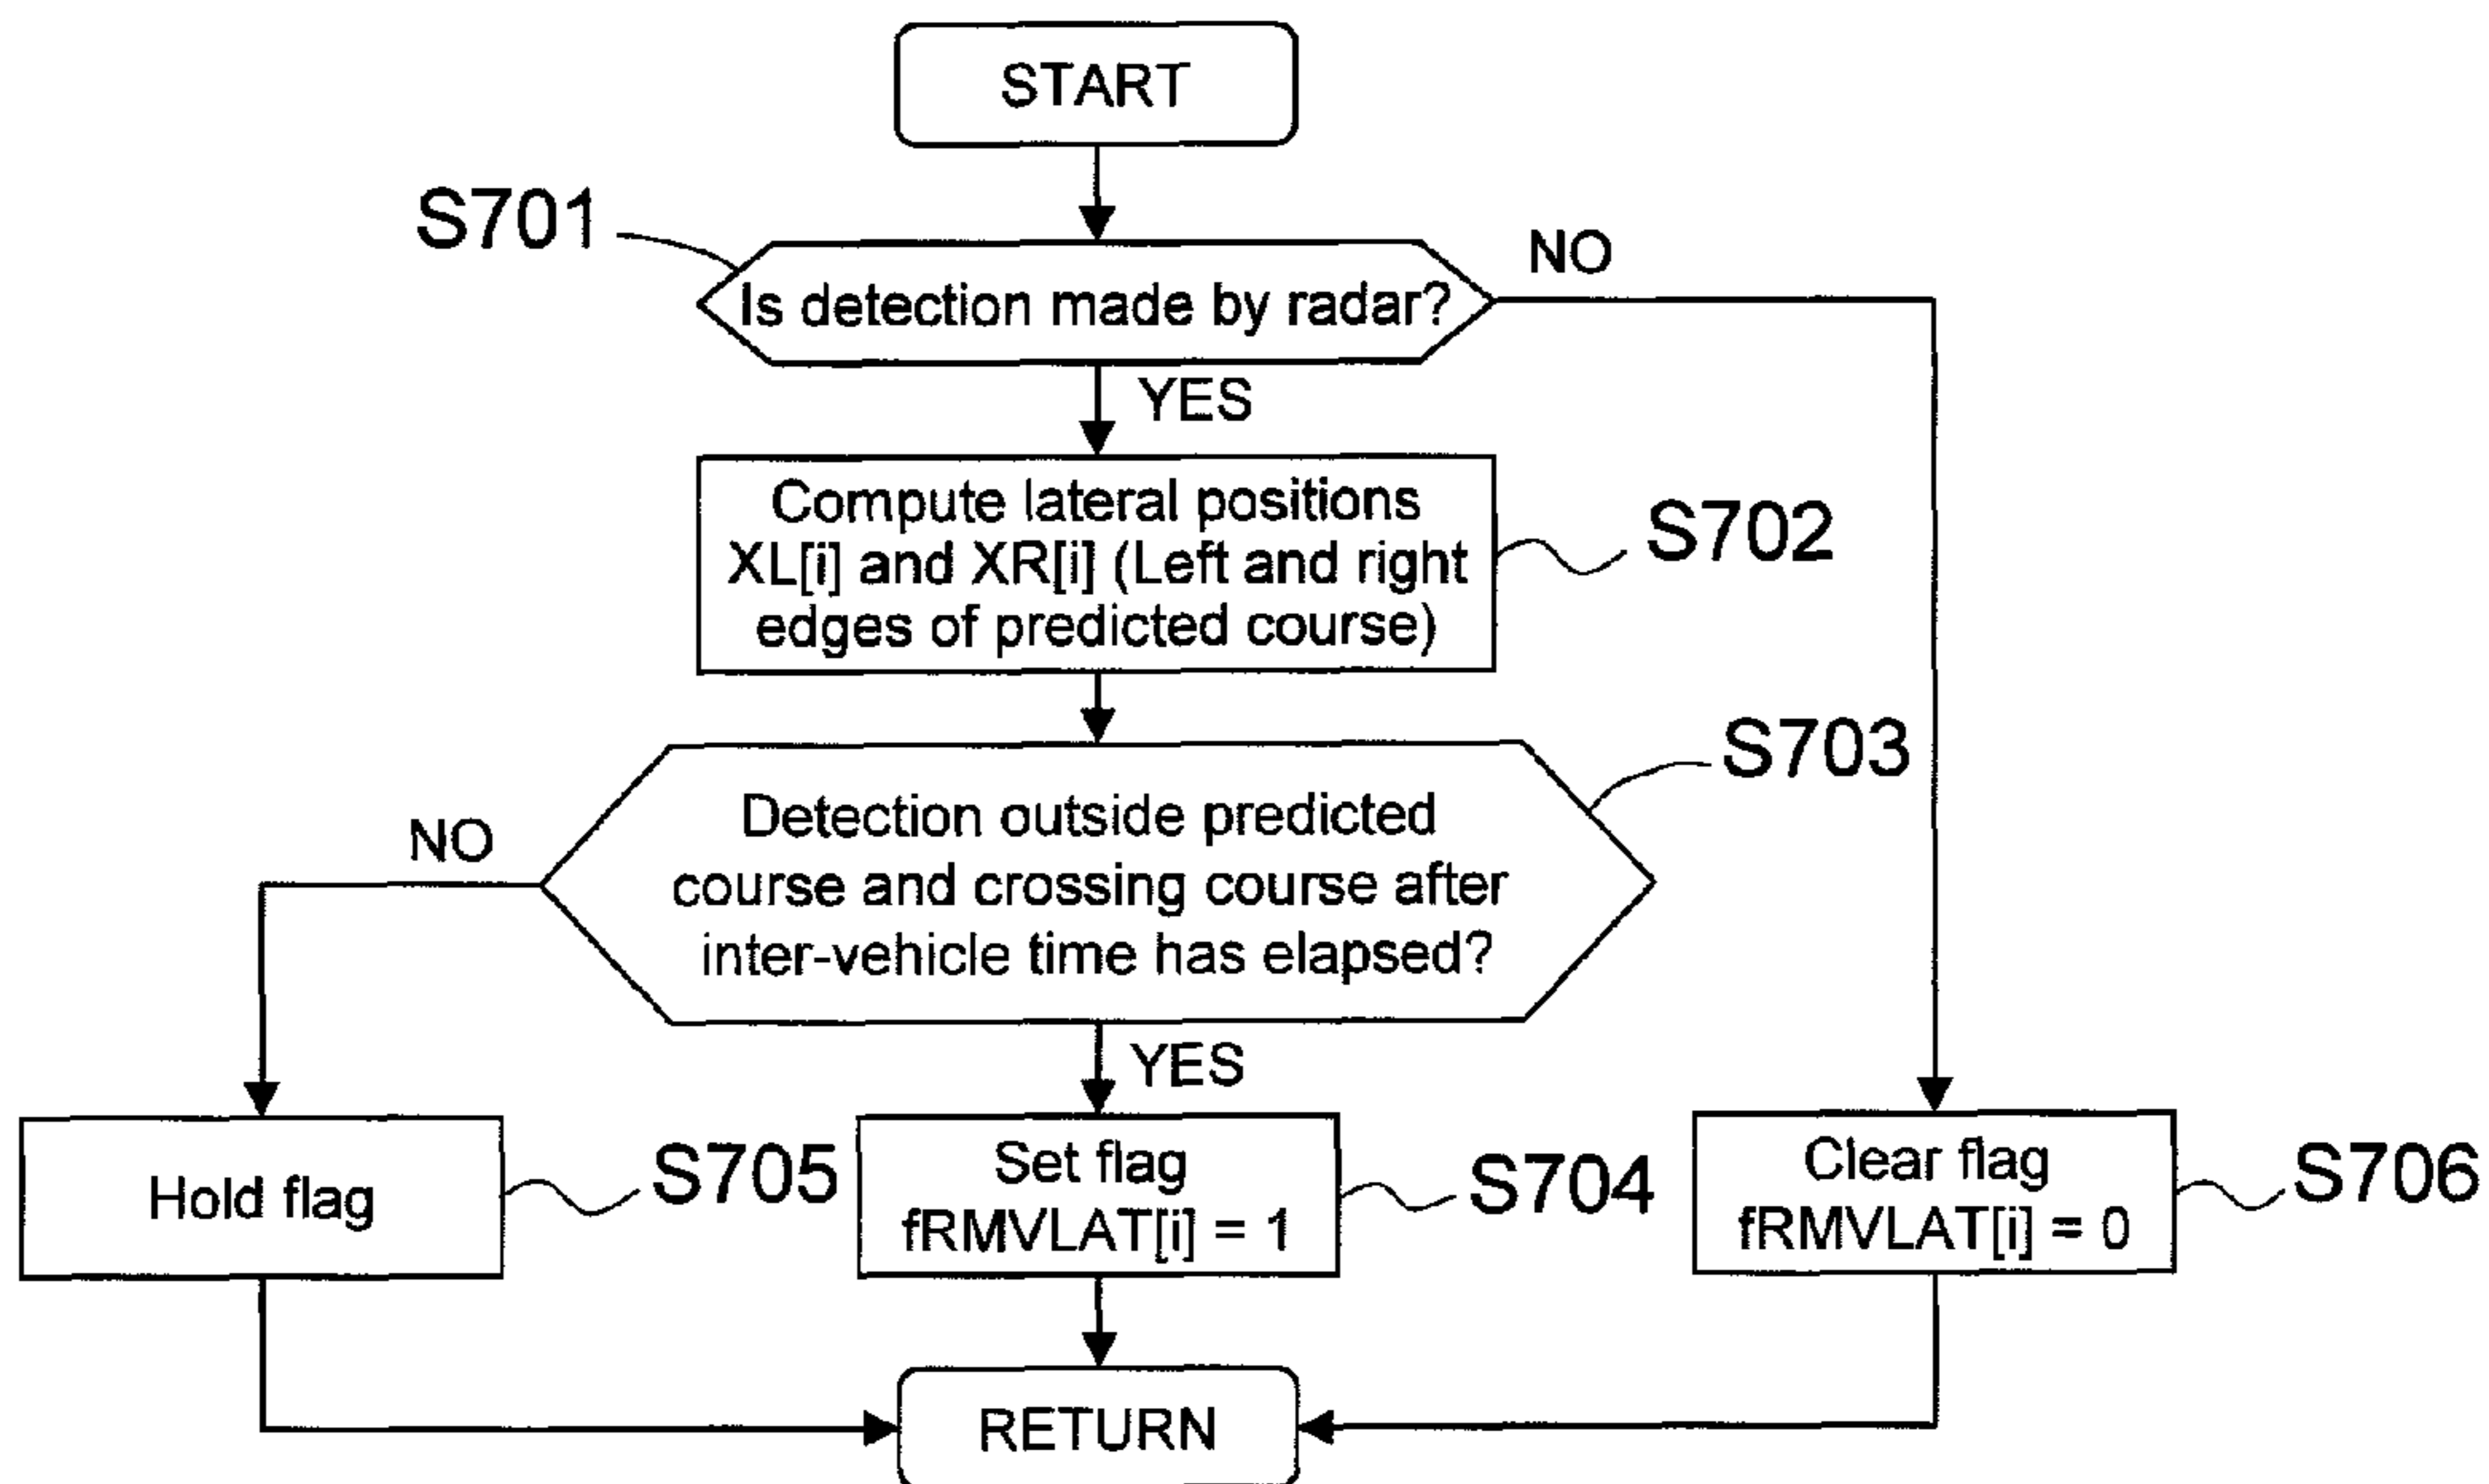 START
S701
NO
Is detection made by radar?
YES
Compute lateral positions
XL[i] and XR[i] (Left and right
edges of predicted course)
S702
S703
Detection outside predicted
course and crossing course after
inter-vehicle time has elapsed?
NO
YES
Hold flag
S705
Set flag
fRMVLAT[i] = 1
S704
Clear flag
fRMVLAT[i] = 0
S706
RETURN